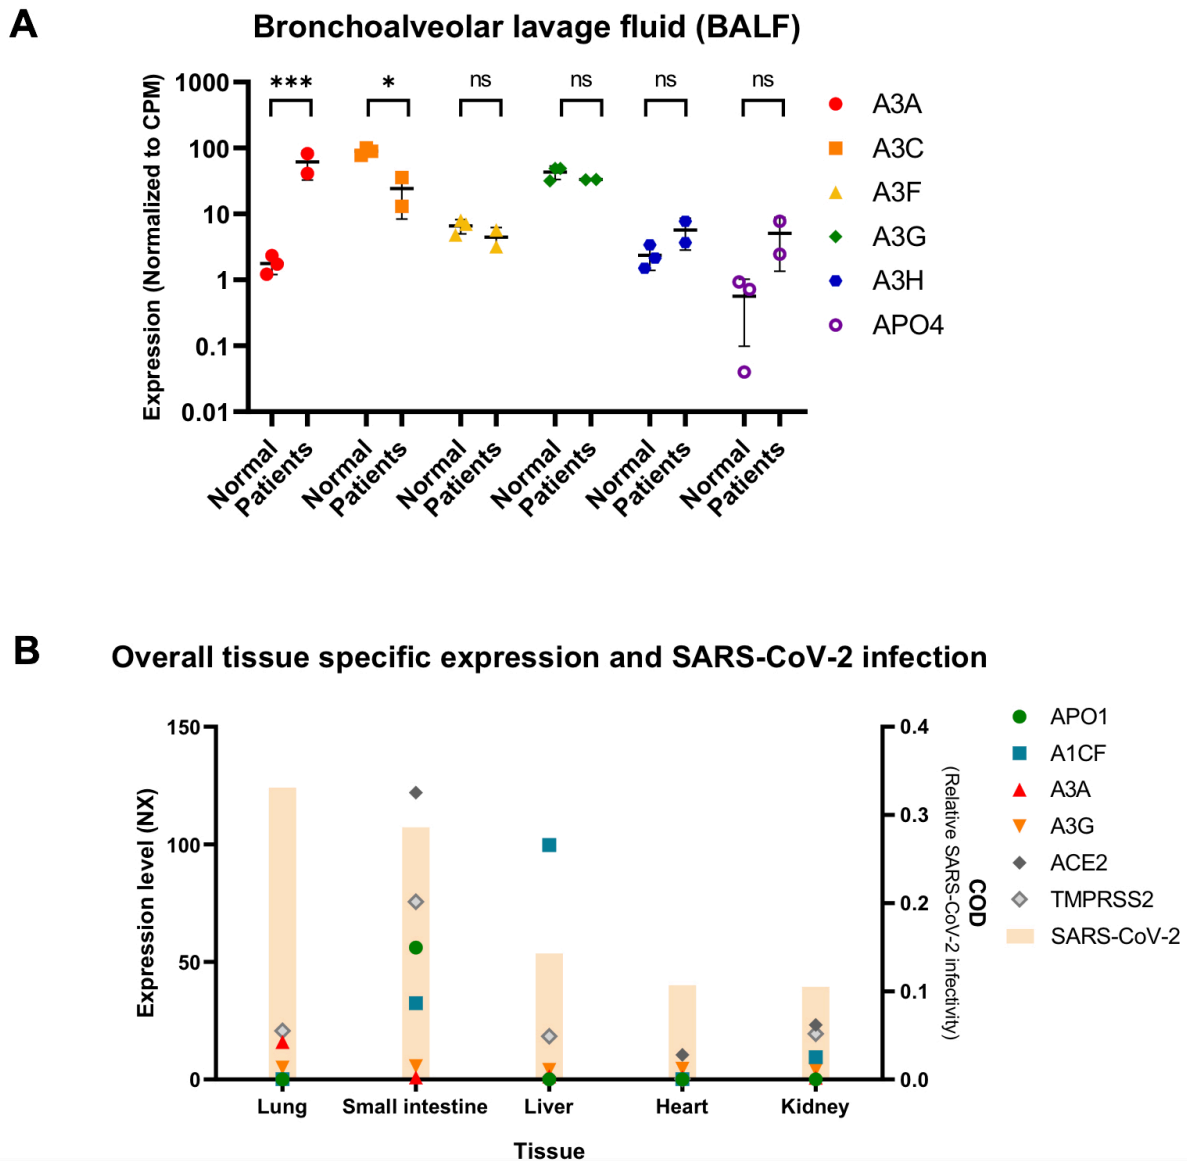 A
Bronchoalveolar lavage fluid (BALF)
Expression (Normalized to CPM)
1000
100
10
1
0.1
0.01
*** * ns ns ns ns
Normal Patients Normal Patients Normal Patients Normal Patients Normal Patients Normal Patients
A3A
A3C
A3F
A3G
A3H
APO4
B
Overall tissue specific expression and SARS-CoV-2 infection
Expression level (NX)
150
100
50
0
0.4
0.3
0.2
0.1
0.0
COD
(Relative SARS-CoV-2 infectivity)
Lung Small intestine Liver Heart Kidney
Tissue
APO1
A1CF
A3A
A3G
ACE2
TMPRSS2
SARS-CoV-2